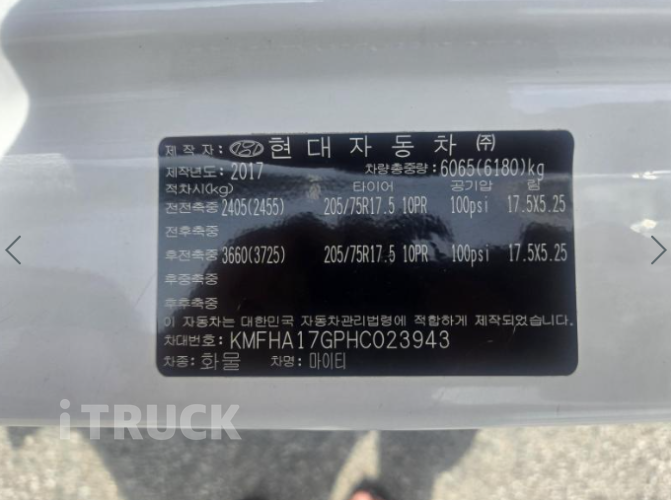 제작자: 현대자동차㈜
제작년도: 2017 차량총중량: 6065(6180)kg
적차시(kg) 타이어 공기압 림
전전축중 2405(2455) 205/75R17.5 10PR 100psi 17.5X5.25
전후축중
후전축중 3660(3725) 205/75R17.5 10PR 100psi 17.5X5.25
후중축중
후후축중
이 자동차는 대한민국 자동차관리법령에 적합하게 제작되었습니다.
차대번호: KMFHA17GPHC023943
차종: 화물 차명: 마이티
iTRUCK